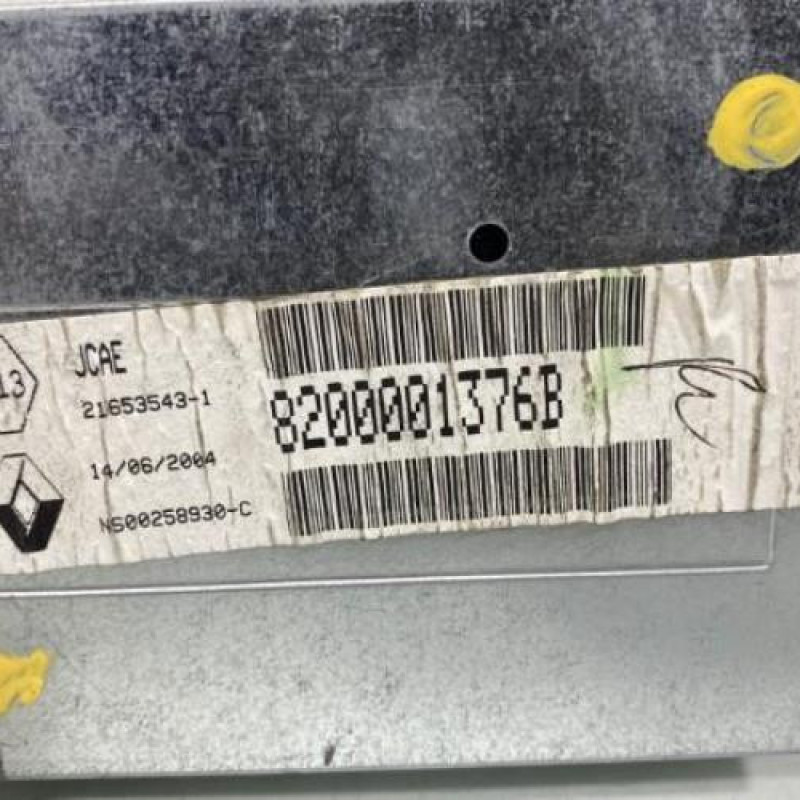 13
JCAE
21653543-1
14/06/2004
NS00258930-C
8200001376B